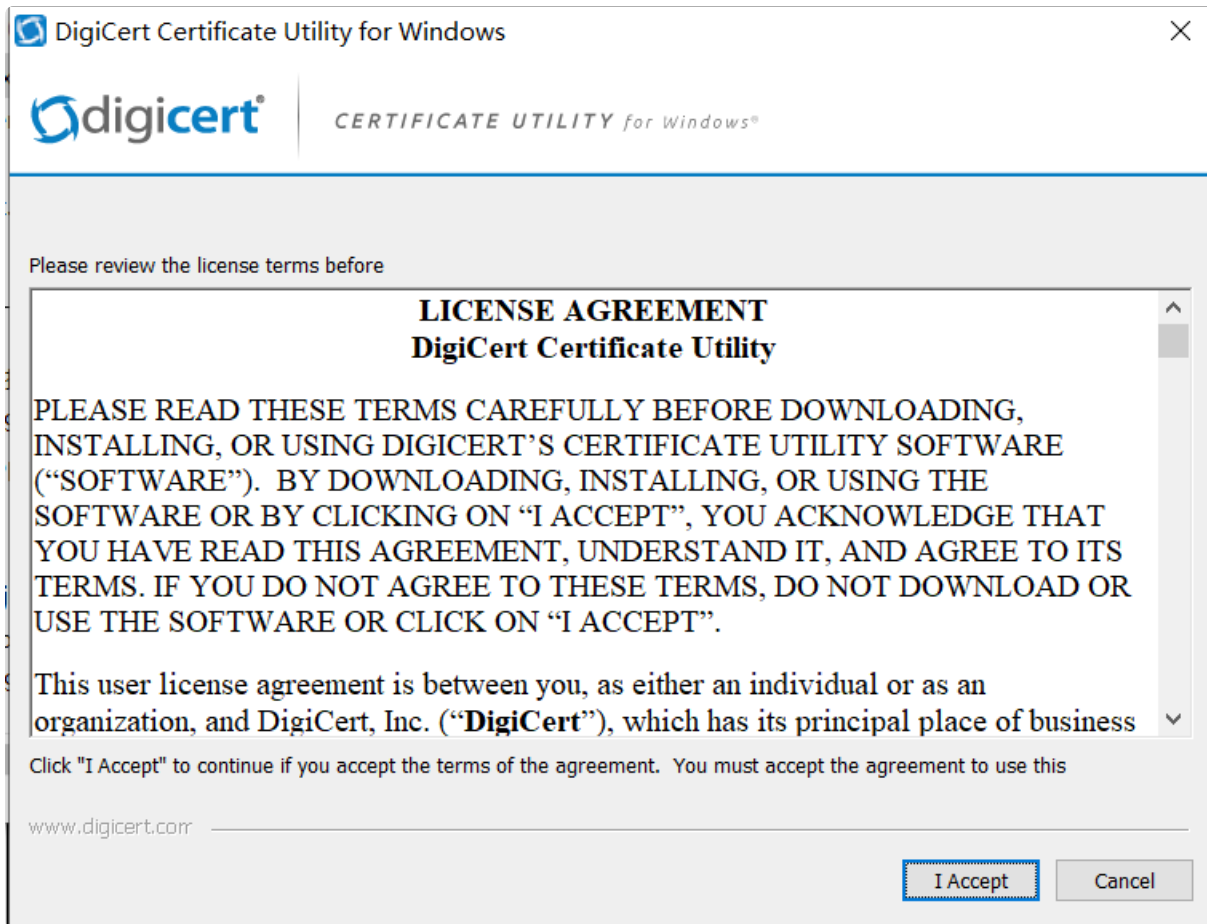 DigiCert Certificate Utility for Windows
digicert®
CERTIFICATE UTILITY for Windows®
Please review the license terms before
LICENSE AGREEMENT
DigiCert Certificate Utility
PLEASE READ THESE TERMS CAREFULLY BEFORE DOWNLOADING,
INSTALLING, OR USING DIGICERT’S CERTIFICATE UTILITY SOFTWARE
(“SOFTWARE”).  BY DOWNLOADING, INSTALLING, OR USING THE
SOFTWARE OR BY CLICKING ON “I ACCEPT”, YOU ACKNOWLEDGE THAT
YOU HAVE READ THIS AGREEMENT, UNDERSTAND IT, AND AGREE TO ITS
TERMS. IF YOU DO NOT AGREE TO THESE TERMS, DO NOT DOWNLOAD OR
USE THE SOFTWARE OR CLICK ON “I ACCEPT”.
This user license agreement is between you, as either an individual or as an
organization, and DigiCert, Inc. (“DigiCert”), which has its principal place of business
Click "I Accept" to continue if you accept the terms of the agreement.  You must accept the agreement to use this
www.digicert.com
I Accept
Cancel